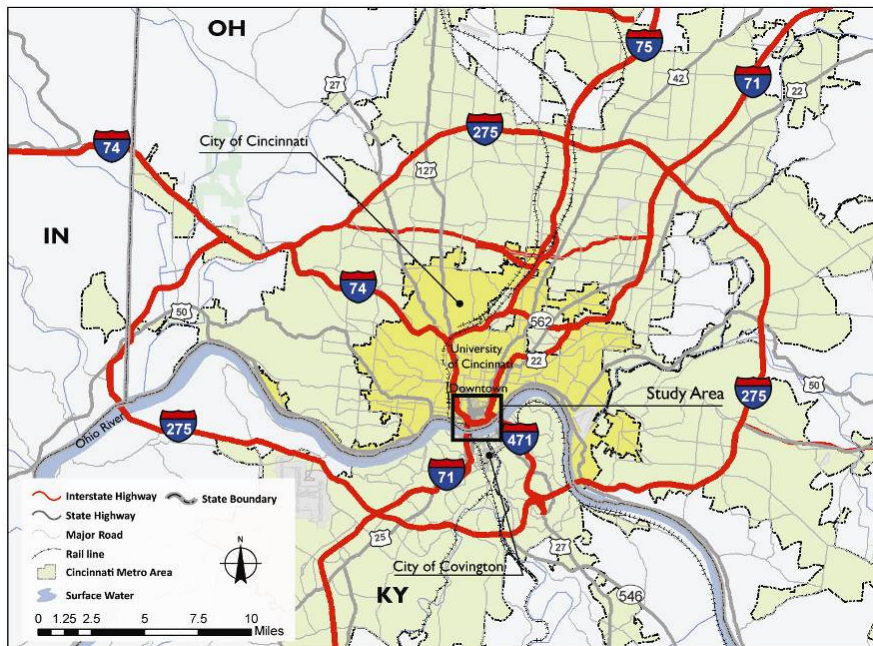 OH
75
71
27
42
22
275
74
City of Cincinnati
127
IN
74
50
562
University
of Cincinnati
22
Downtown
Study Area
50
275
Ohio River
275
471
71
25
27
City of Covington
KY
546
Interstate Highway
State Boundary
State Highway
Major Road
Rail line
Cincinnati Metro Area
Surface Water
N
0 1.25 2.5 5 7.5 10
Miles